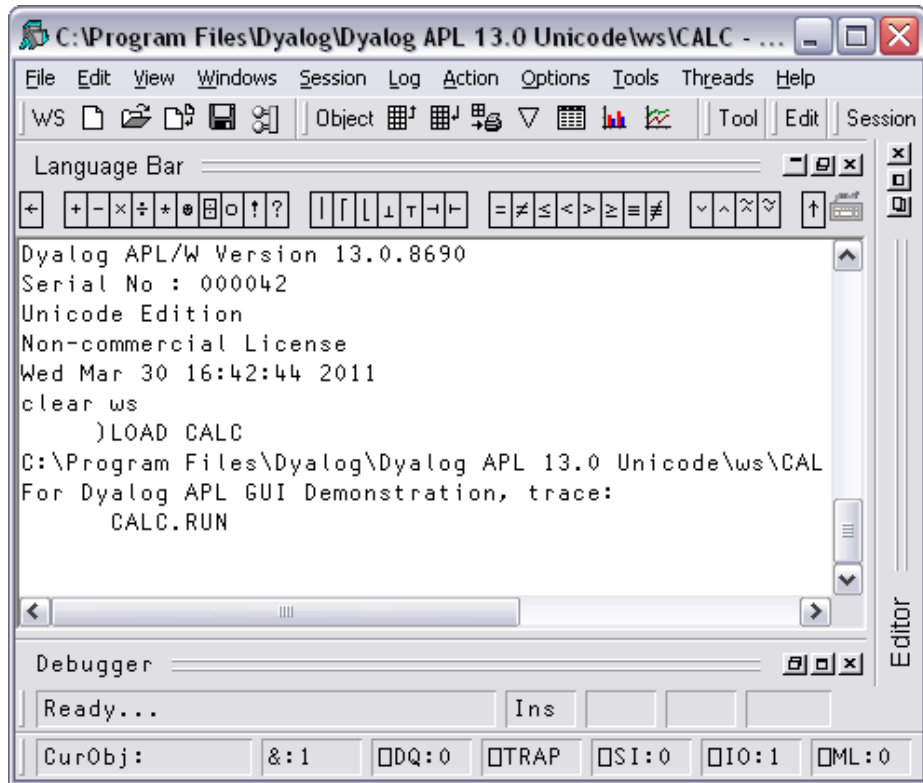 C:\Program Files\Dyalog\Dyalog APL 13.0 Unicode\ws\CALC - ...
File Edit View Windows Session Log Action Options Tools Threads Help
WS Object Tool Edit Session
Language Bar
← + - × ÷ * ⍟ ⌹ ○ ! ? | ⌈ ⌊ ⊥ ⊤ ⊣ ⊢ = ≠ ≤ < > ≥ ≡ ≢ ∨ ∧ ⍲ ⍱ ↑
Dyalog APL/W Version 13.0.8690
Serial No : 000042
Unicode Edition
Non-commercial License
Wed Mar 30 16:42:44 2011
clear ws
)LOAD CALC
C:\Program Files\Dyalog\Dyalog APL 13.0 Unicode\ws\CAL
For Dyalog APL GUI Demonstration, trace:
CALC.RUN
Editor
Debugger
Ready... Ins
CurObj: &:1 ⎕DQ:0 ⎕TRAP ⎕SI:0 ⎕IO:1 ⎕ML:0